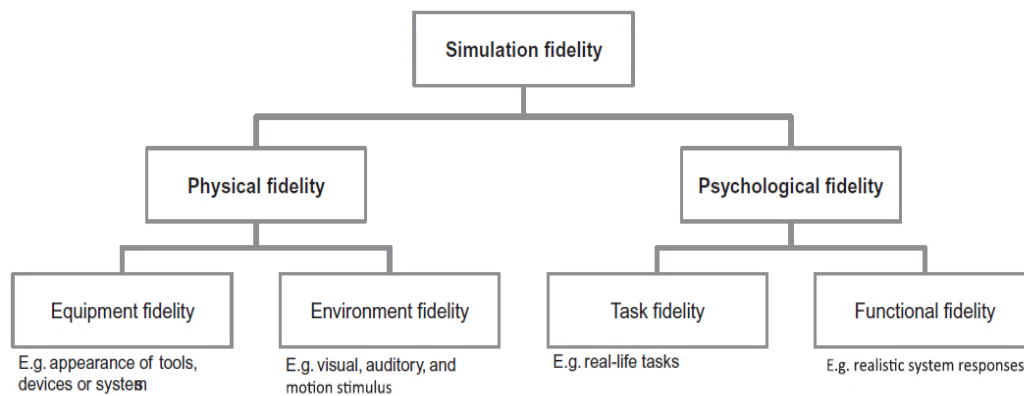 Simulation fidelity
Physical fidelity
Psychological fidelity
Equipment fidelity
Environment fidelity
Task fidelity
Functional fidelity
E.g. appearance of tools,
devices or system
E.g. visual, auditory, and
motion stimulus
E.g. real-life tasks
E.g. realistic system responses